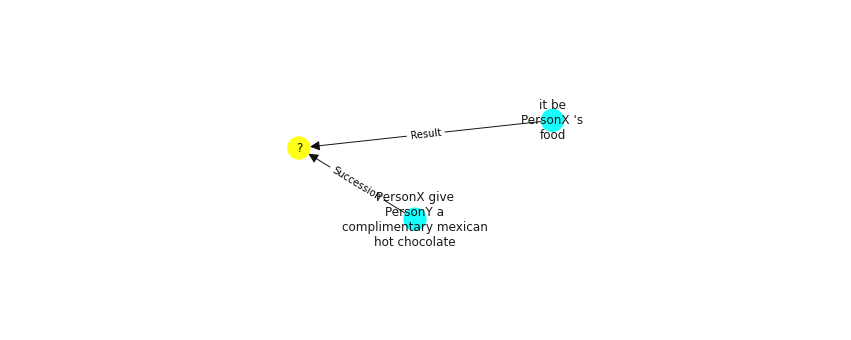 it be
PersonX 's
food
Result
?
Succession
PersonX give
PersonY a
complimentary mexican
hot chocolate